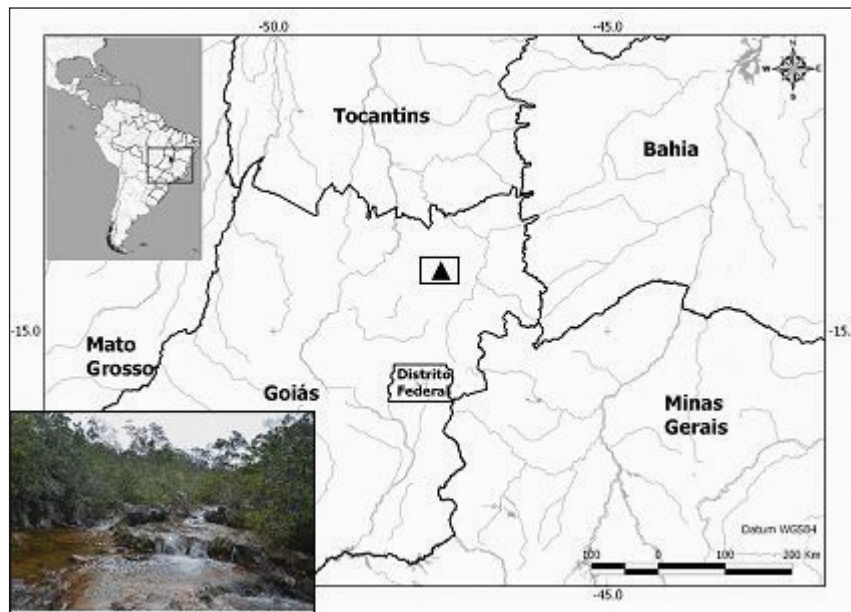 -50.0
-45.0
N
W
E
S
Tocantins
Bahia
-15.0
-15.
Mato
Grosso
Goiás
Distrito
Federal
Minas
Gerais
Datum WGS84
100 0 100 200 Km
-45.0